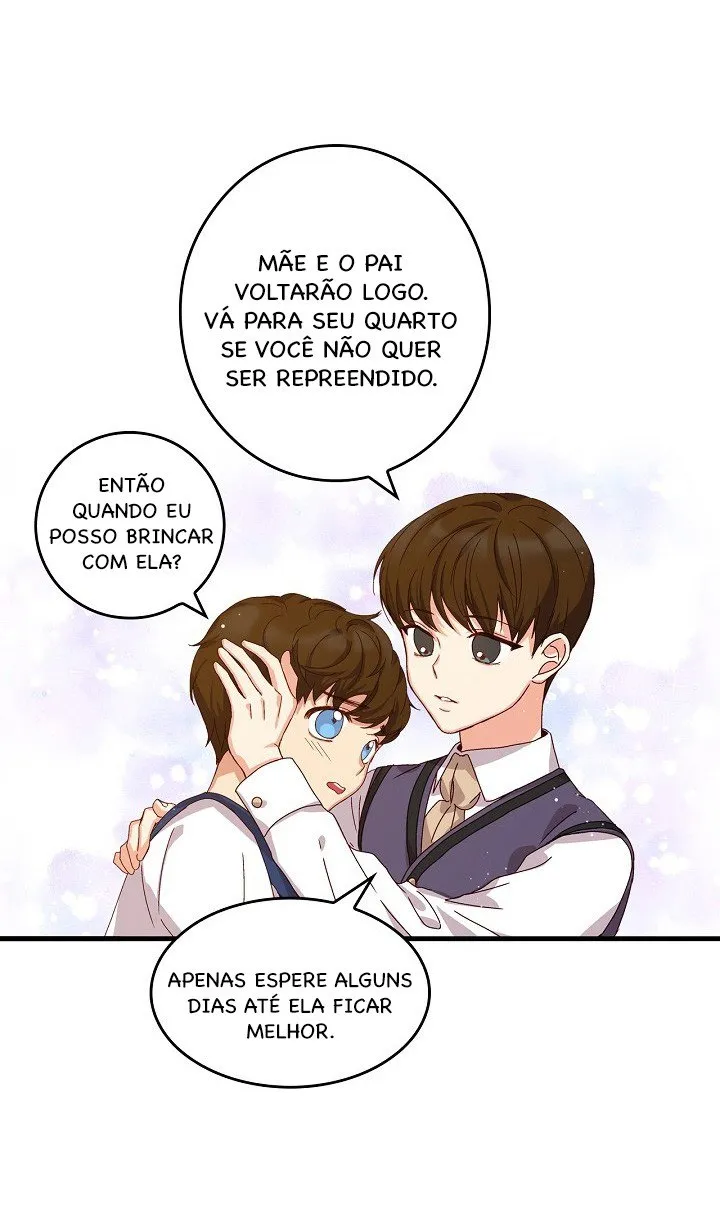 MÃE E O PAI
VOLTARÃO LOGO.
VÁ PARA SEU QUARTO
SE VOCÊ NÃO QUER
SER REPREENDIDO.
ENTÃO
QUANDO EU
POSSO BRINCAR
COM ELA?
APENAS ESPERE ALGUNS
DIAS ATÉ ELA FICAR
MELHOR.